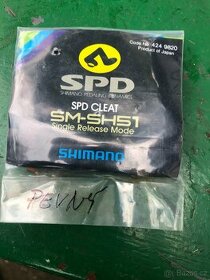 Code No. 424 9820
Product of Japan
SPD
SHIMANO PEDALING DYNAMICS
SPD CLEAT
SM-SH51
Single Release Mode
SHIMANO
PEVNÝ